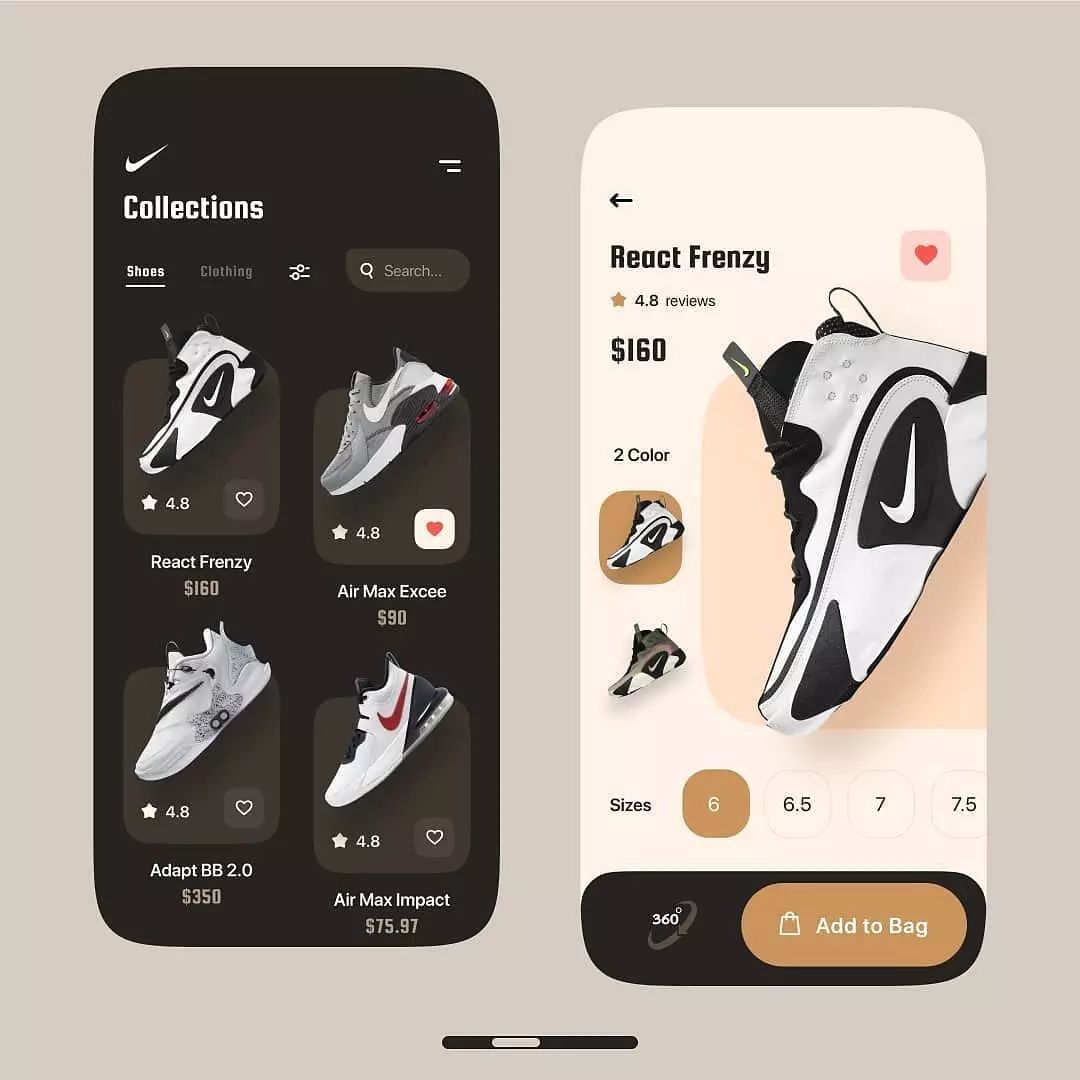 Collections
Shoes Clothing Search...
4.8
React Frenzy
$160
4.8
Air Max Excee
$90
4.8
Adapt BB 2.0
$350
4.8
Air Max Impact
$75.97
React Frenzy
4.8 reviews
$160
2 Color
Sizes 6 6.5 7 7.5
360° Add to Bag